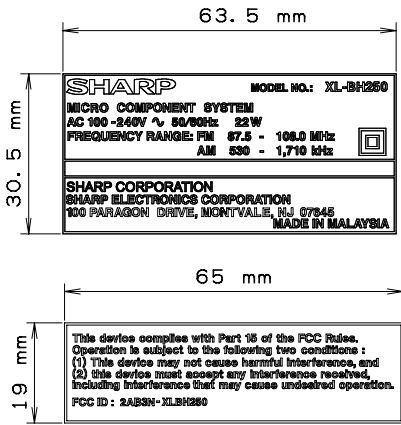 63.5 mm
30.5 mm
SHARP MODEL NO.: XL-BH250
MICRO COMPONENT SYSTEM
AC 100-240V ∿ 50/60Hz 22W
FREQUENCY RANGE: FM 87.5 - 108.0 MHz
AM 530 - 1,710 kHz
SHARP CORPORATION
SHARP ELECTRONICS CORPORATION
100 PARAGON DRIVE, MONTVALE, NJ 07645
MADE IN MALAYSIA
65 mm
19 mm
This device complies with Part 15 of the FCC Rules.
Operation is subject to the following two conditions :
(1) This device may not cause harmful interference, and
(2) this device must accept any interference received,
including interference that may cause undesired operation.
FCC ID : 2AB3N-XLBH250